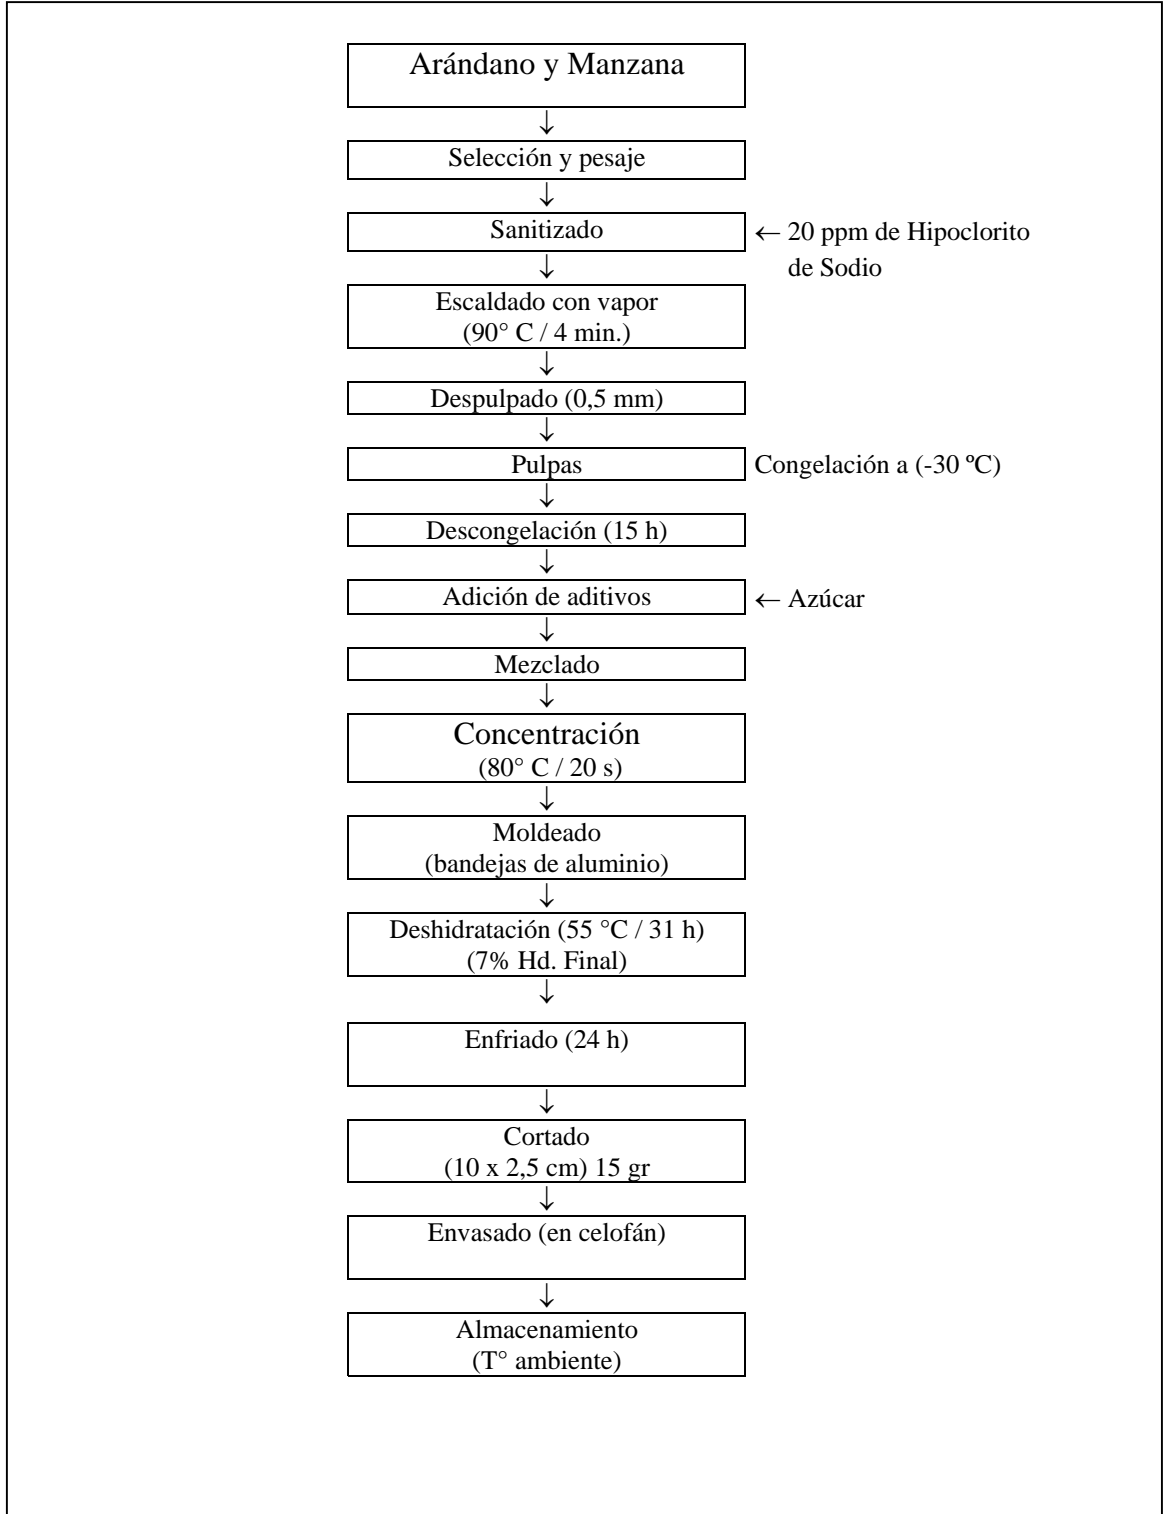 Arándano y Manzana
↓
Selección y pesaje
↓
Sanitizado
← 20 ppm de Hipoclorito
de Sodio
↓
Escaldado con vapor
(90° C / 4 min.)
↓
Despulpado (0,5 mm)
↓
Pulpas
Congelación a (-30 ºC)
↓
Descongelación (15 h)
↓
Adición de aditivos
← Azúcar
↓
Mezclado
↓
Concentración
(80° C / 20 s)
↓
Moldeado
(bandejas de aluminio)
↓
Deshidratación (55 °C / 31 h)
(7% Hd. Final)
↓
Enfriado (24 h)
↓
Cortado
(10 x 2,5 cm) 15 gr
↓
Envasado (en celofán)
↓
Almacenamiento
(T° ambiente)